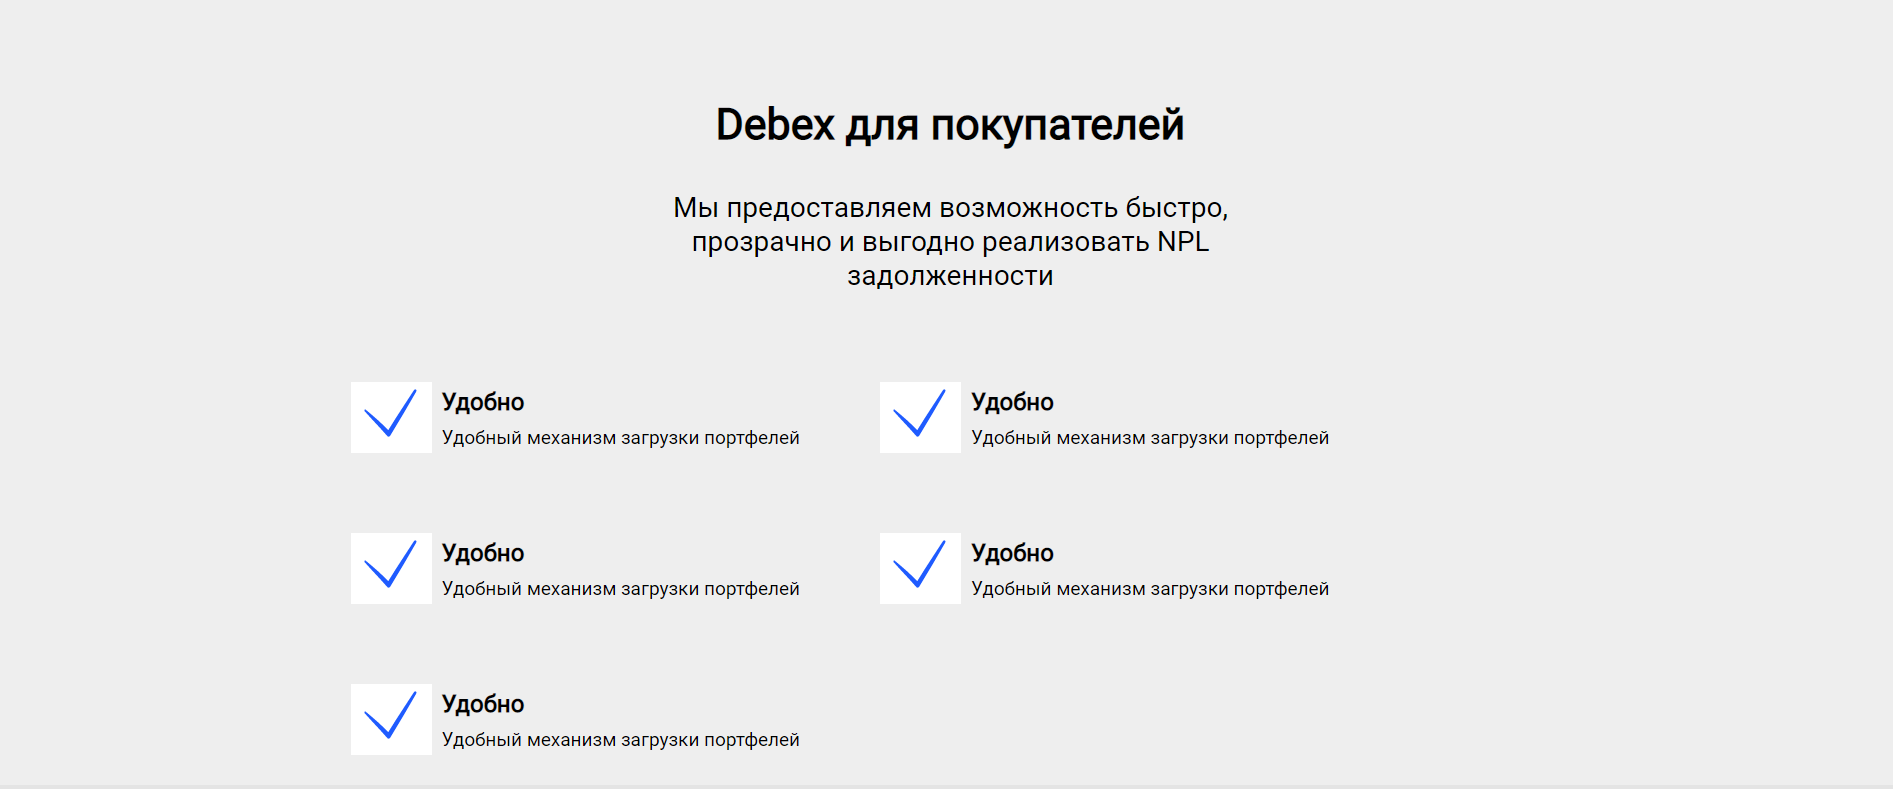 Debex для покупателей
Мы предоставляем возможность быстро,
прозрачно и выгодно реализовать NPL
задолженности
Удобно
Удобный механизм загрузки портфелей
Удобно
Удобный механизм загрузки портфелей
Удобно
Удобный механизм загрузки портфелей
Удобно
Удобный механизм загрузки портфелей
Удобно
Удобный механизм загрузки портфелей